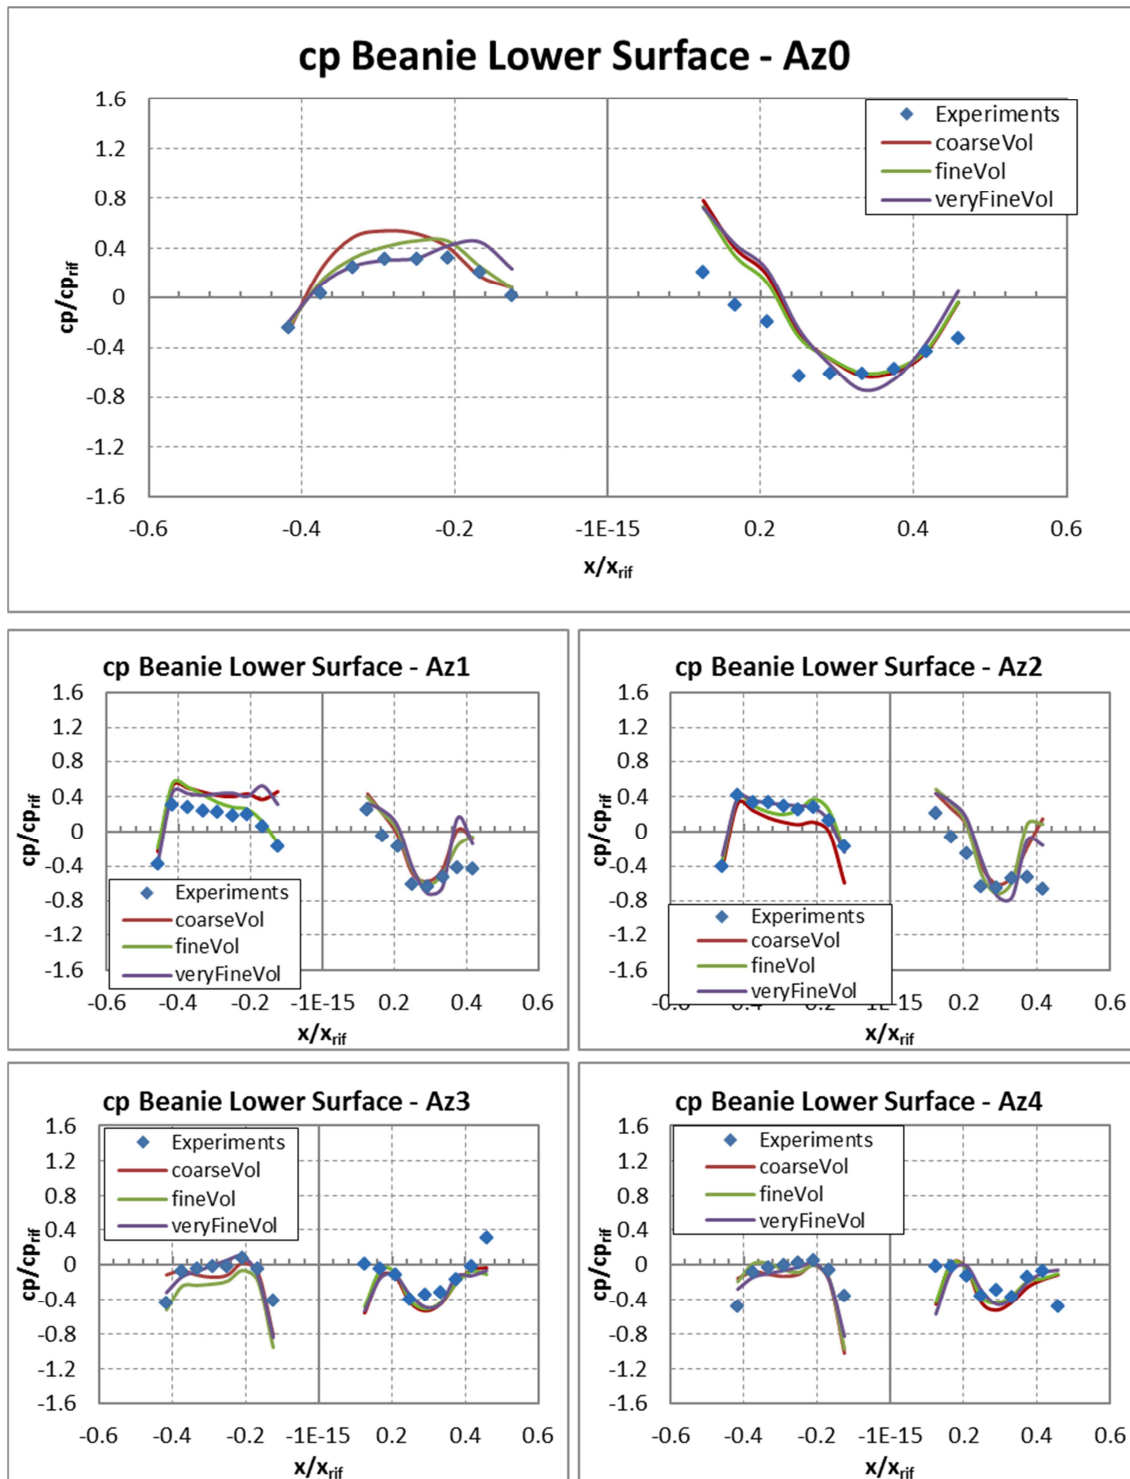 cp Beanie Lower Surface - Az0
1.6
1.2
0.8
0.4
0
-0.4
-0.8
-1.2
-1.6
cp/cprif
Experiments
coarseVol
fineVol
veryFineVol
-0.6 -0.4 -0.2 -1E-15 0.2 0.4 0.6
x/xrif
cp Beanie Lower Surface - Az1
1.6
1.2
0.8
0.4
0
-0.4
-0.8
-1.2
-1.6
cp/cprif
Experiments
coarseVol
fineVol
veryFineVol
-0.6 -0.4 -0.2 -1E-15 0.2 0.4 0.6
x/xrif
cp Beanie Lower Surface - Az2
1.6
1.2
0.8
0.4
0
-0.4
-0.8
-1.2
-1.6
cp/cprif
Experiments
coarseVol
fineVol
veryFineVol
0.2 0.4 0.6
x/xrif
cp Beanie Lower Surface - Az3
1.6
1.2
0.8
0.4
0
-0.4
-0.8
-1.2
-1.6
cp/cprif
Experiments
coarseVol
fineVol
veryFineVol
-0.6 -0.4 -0.2 -1E-15 0.2 0.4 0.6
x/xrif
cp Beanie Lower Surface - Az4
1.6
1.2
0.8
0.4
0
-0.4
-0.8
-1.2
-1.6
cp/cprif
Experiments
coarseVol
fineVol
veryFineVol
-0.6 -0.4 -0.2 -1E-15 0.2 0.4 0.6
x/xrif